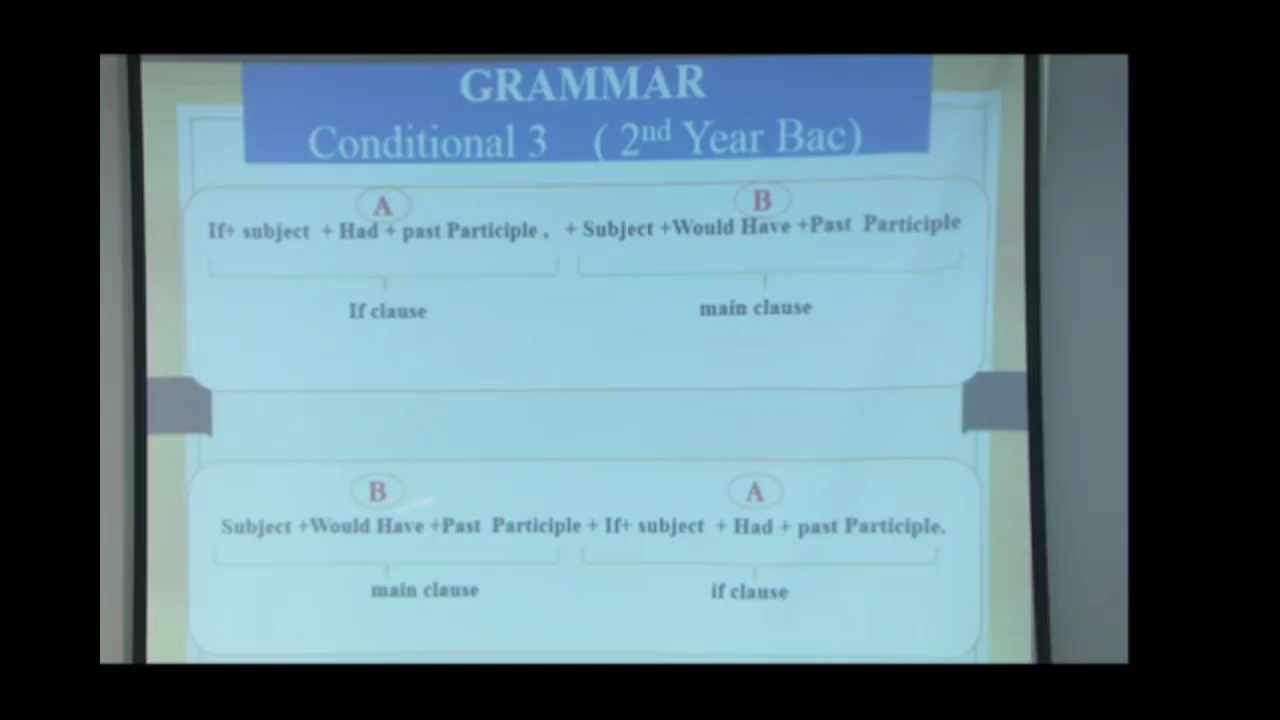 GRAMMAR
Conditional 3 ( 2nd Year Bac)
A B
If+ subject + Had + past Participle , + Subject +Would Have +Past Participle
If clause main clause
B A
Subject +Would Have +Past Participle + If+ subject + Had + past Participle.
main clause if clause